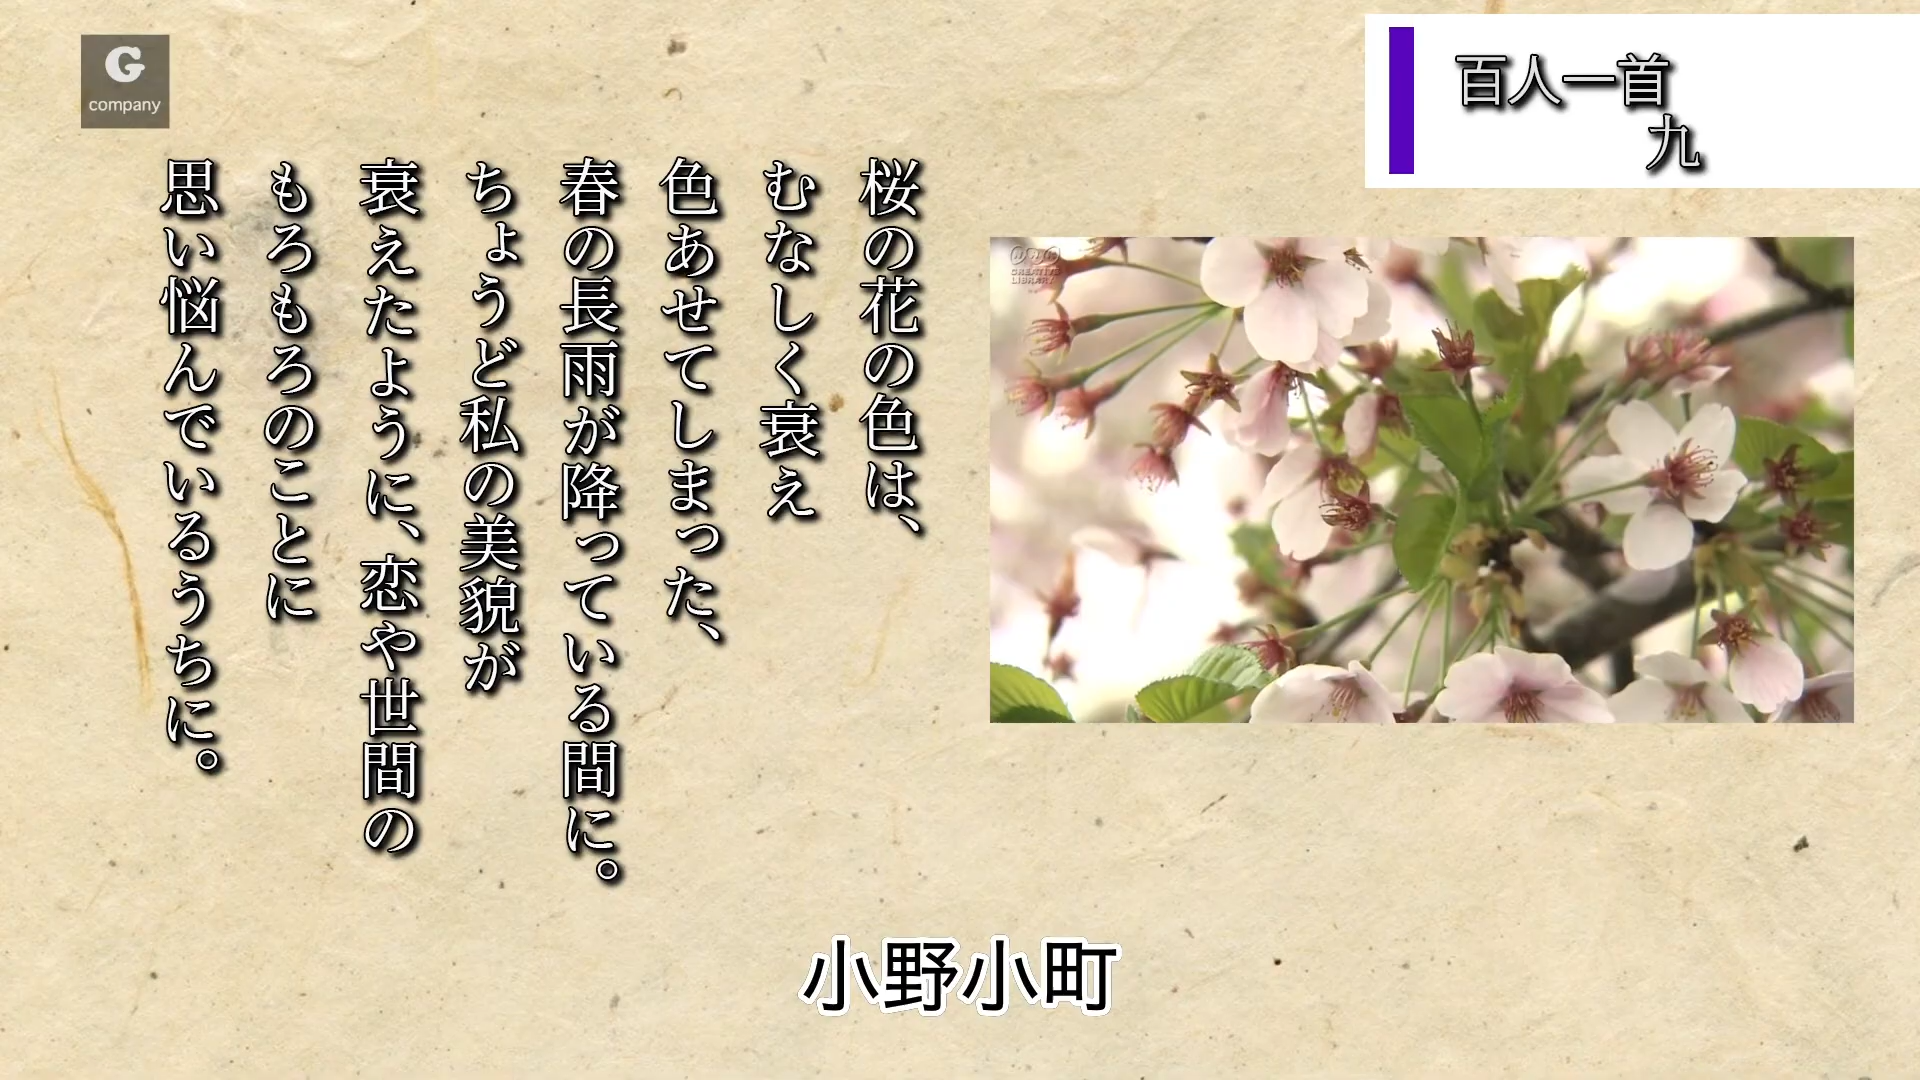 G
company
百人一首
九
桜の花の色は、
むなしく衰え
色あせてしまった、
春の長雨が降っている間に。
ちょうど私の美貌が
衰えたように、恋や世間の
もろもろのことに
思い悩んでいるうちに。
NHK
CREATIVE
LIBRARY
小野小町